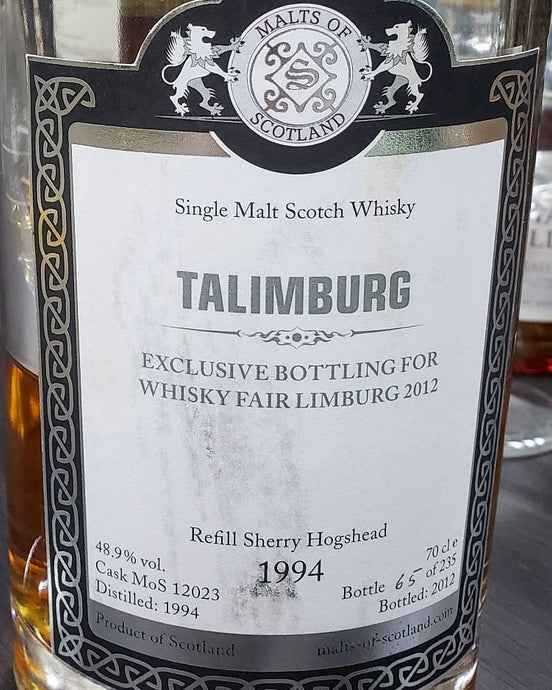 MALTS OF
S
SCOTLAND
Single Malt Scotch Whisky
TALIMBURG
EXCLUSIVE BOTTLING FOR
WHISKY FAIR LIMBURG 2012
Refill Sherry Hogshead
1994
48.9% vol.
Cask MoS 12023
Distilled: 1994
70 cl e
Bottle 65 of 235
Bottled: 2012
Product of Scotland
malts-of-scotland.com